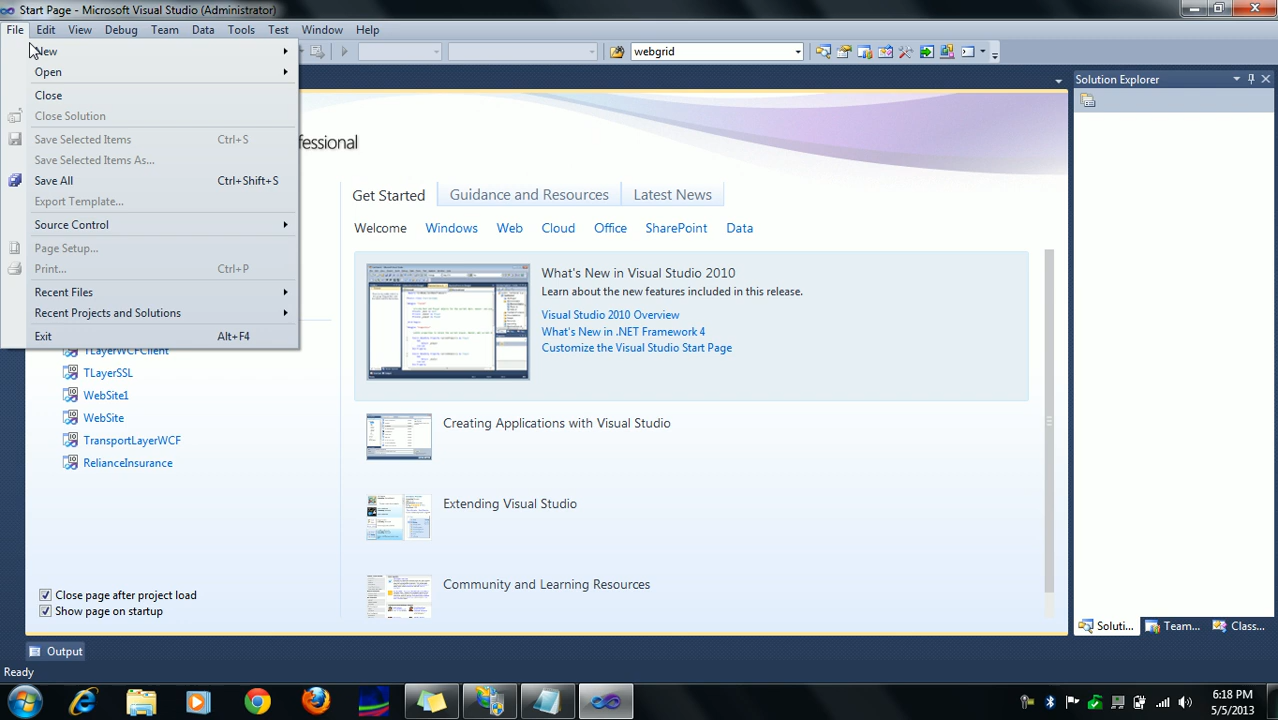 Start Page - Microsoft Visual Studio (Administrator)
File Edit View Debug Team Data Tools Test Window Help
New
webgrid
Open
Solution Explorer
Close
Close Solution
fessional
Save Selected Items Ctrl+S
Save Selected Items As...
Save All Ctrl+Shift+S
Export Template...
Get Started Guidance and Resources Latest News
Source Control
Welcome Windows Web Cloud Office SharePoint Data
Page Setup...
Print... Ctrl+P
What's New in Visual Studio 2010
Recent Files
Learn about the new features included in this release.
Recent Projects and Solutions
Visual Studio 2010 Overview
Exit Alt+F4
What's New in .NET Framework 4
Customize the Visual Studio Start Page
TLayerWCFClient
TLayerSSL
WebSite1
WebSite
Creating Applications with Visual Studio
TransportLayerWCF
RelianceInsurance
Extending Visual Studio
Community and Learning Resources
Close page after project load
Show page on startup
Soluti... Team... Class...
Output
Ready
6:18 PM
5/5/2013